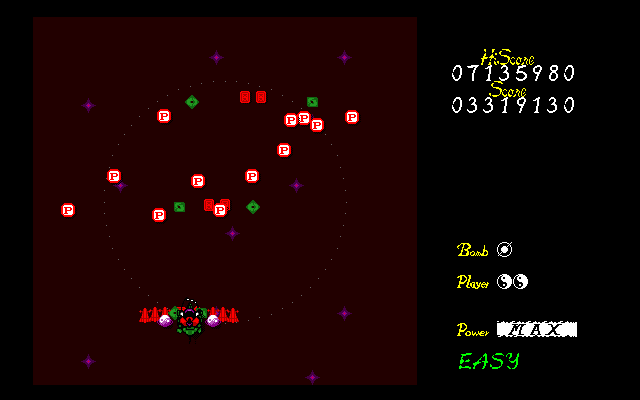 HiScore
07135980
Score
03319130
P
P P P P
P
P P P
P P P
Bomb
Player
Power MAX
EASY